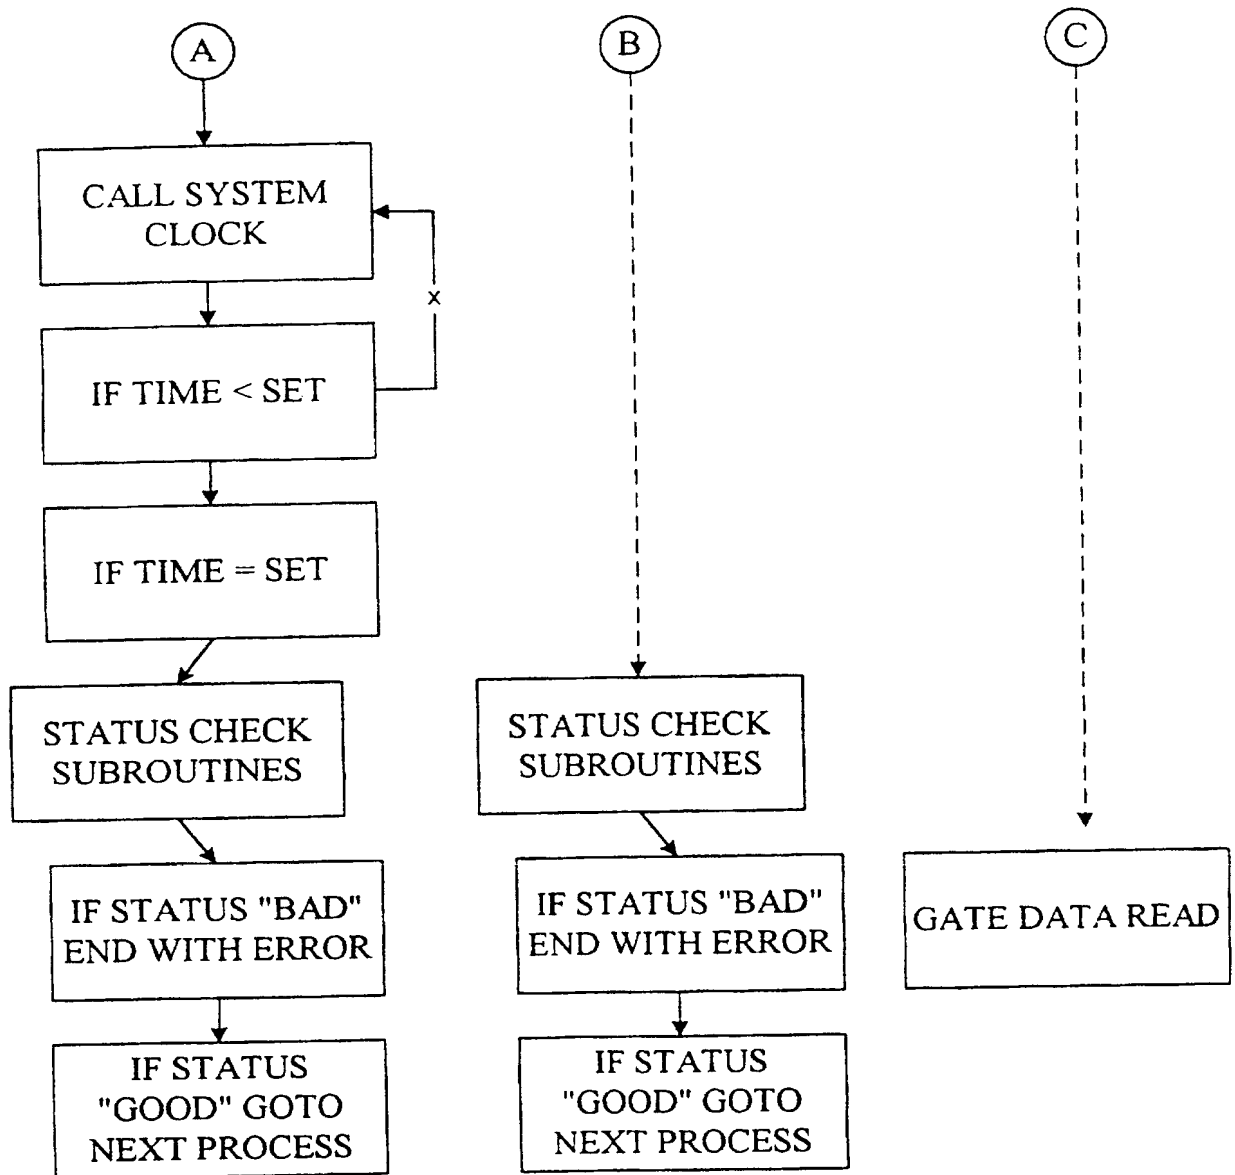 A
B
C
CALL SYSTEM
CLOCK
x
IF TIME < SET
IF TIME = SET
STATUS CHECK
SUBROUTINES
IF STATUS "BAD"
END WITH ERROR
IF STATUS
"GOOD" GOTO
NEXT PROCESS
STATUS CHECK
SUBROUTINES
IF STATUS "BAD"
END WITH ERROR
IF STATUS
"GOOD" GOTO
NEXT PROCESS
GATE DATA READ